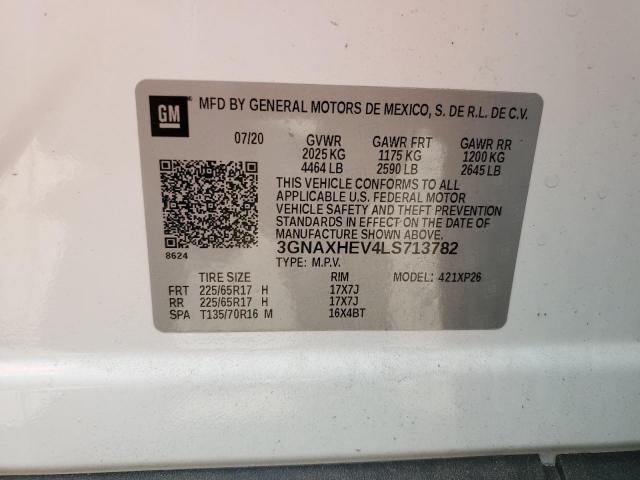 GM MFD BY GENERAL MOTORS DE MEXICO, S. DE R.L. DE C.V.
07/20 GVWR GAWR FRT GAWR RR
2025 KG 1175 KG 1200 KG
4464 LB 2590 LB 2645 LB
THIS VEHICLE CONFORMS TO ALL
APPLICABLE U.S. FEDERAL MOTOR
VEHICLE SAFETY AND THEFT PREVENTION
STANDARDS IN EFFECT ON THE DATE OF
MANUFACTURE SHOWN ABOVE.
3GNAXHEV4LS713782
8624 TYPE: M.P.V. MODEL: 421XP26
TIRE SIZE RIM
FRT 225/65R17 H 17X7J
RR 225/65R17 H 17X7J
SPA T135/70R16 M 16X4BT